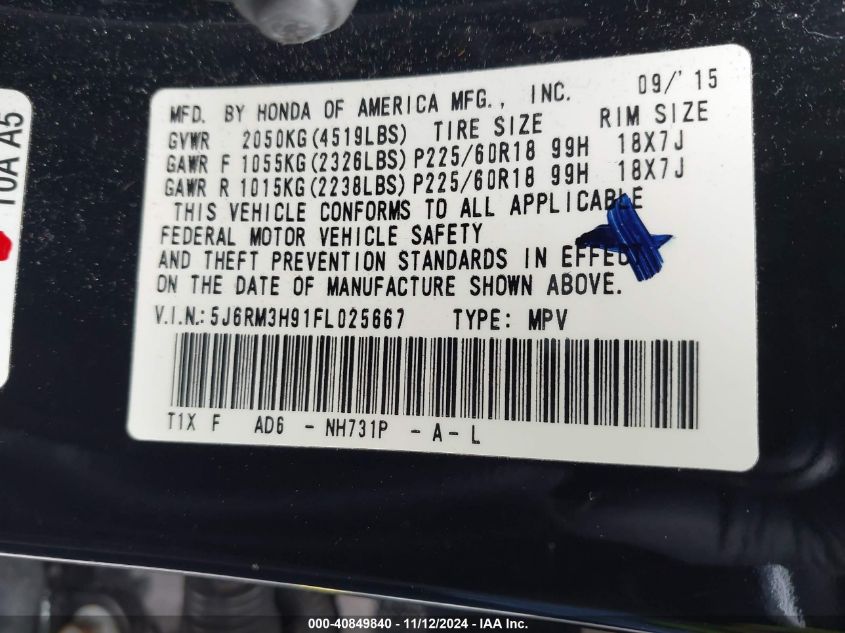 10A A5
MFD. BY HONDA OF AMERICA MFG., INC. 09/'15
GVWR 2050KG(4519LBS) TIRE SIZE RIM SIZE
GAWR F 1055KG(2326LBS) P225/60R18 99H 18X7J
GAWR R 1015KG(2238LBS) P225/60R18 99H 18X7J
THIS VEHICLE CONFORMS TO ALL APPLICABLE
FEDERAL MOTOR VEHICLE SAFETY
AND THEFT PREVENTION STANDARDS IN EFFECT
ON THE DATE OF MANUFACTURE SHOWN ABOVE.
V.I.N.: 5J6RM3H91FL025667 TYPE: MPV
T1X F AD6 - NH731P - A - L
000-40849840 - 11/12/2024 - IAA Inc.